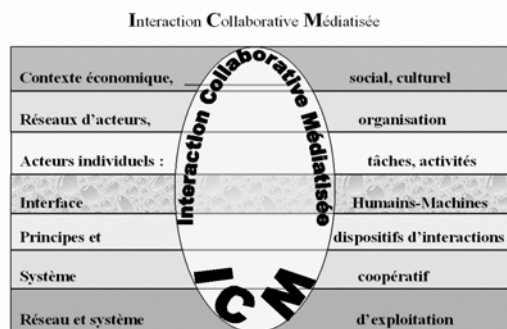 Interaction Collaborative Médiatisée
Contexte économique, social, culturel
Réseaux d'acteurs, organisation
Acteurs individuels : tâches, activités
Interface Humains-Machines
Principes et dispositifs d'interactions
Système coopératif
Réseau et système d'exploitation
Interaction Collaborative Médiatisée
ICM